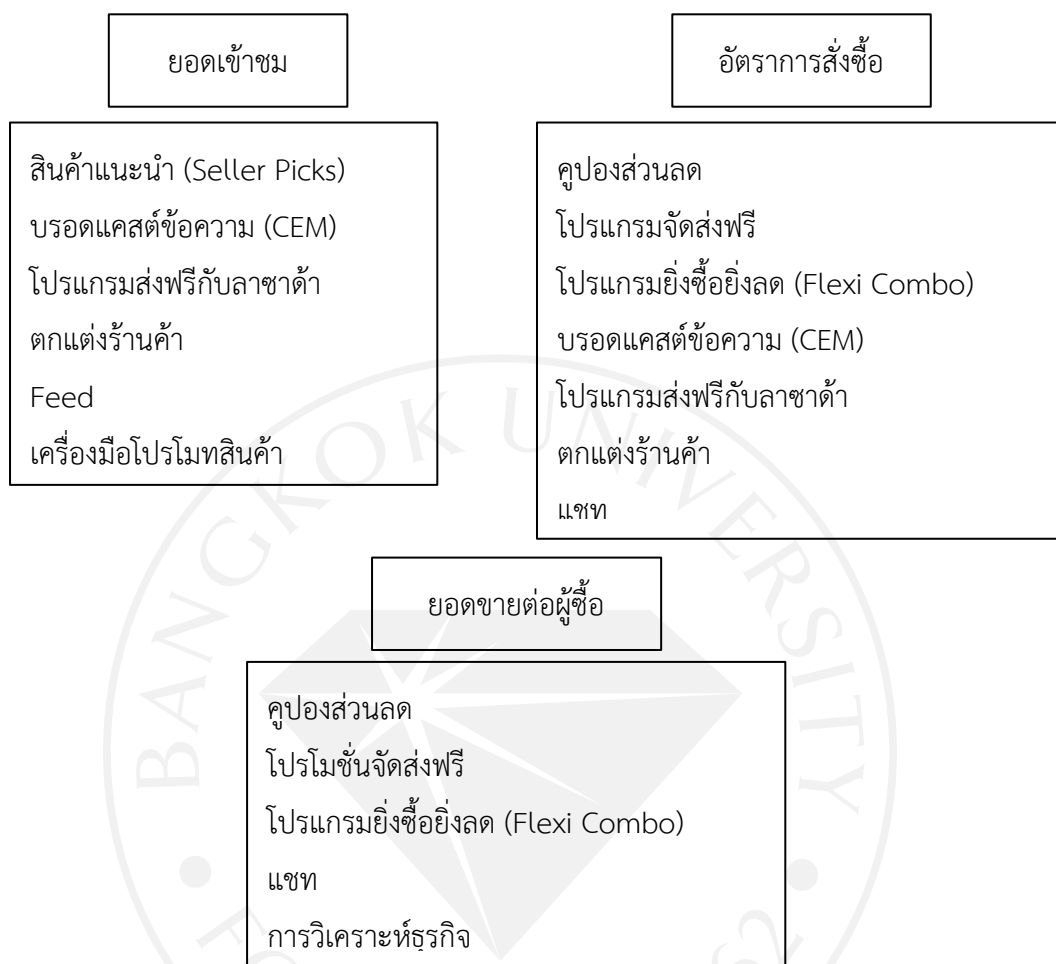 ยอดเข้าชม
สินค้าแนะนำ (Seller Picks)
บรอดแคสต์ข้อความ (CEM)
โปรแกรมส่งฟรีกับลาซาด้า
ตกแต่งร้านค้า
Feed
เครื่องมือโปรโมทสินค้า
อัตราการสั่งซื้อ
คูปองส่วนลด
โปรแกรมจัดส่งฟรี
โปรแกรมยิ่งซื้อยิ่งลด (Flexi Combo)
บรอดแคสต์ข้อความ (CEM)
โปรแกรมส่งฟรีกับลาซาด้า
ตกแต่งร้านค้า
แชท
ยอดขายต่อผู้ซื้อ
คูปองส่วนลด
โปรโมชั่นจัดส่งฟรี
โปรแกรมยิ่งซื้อยิ่งลด (Flexi Combo)
แชท
การวิเคราะห์ธุรกิจ
BANGKOK UNIVERSITY